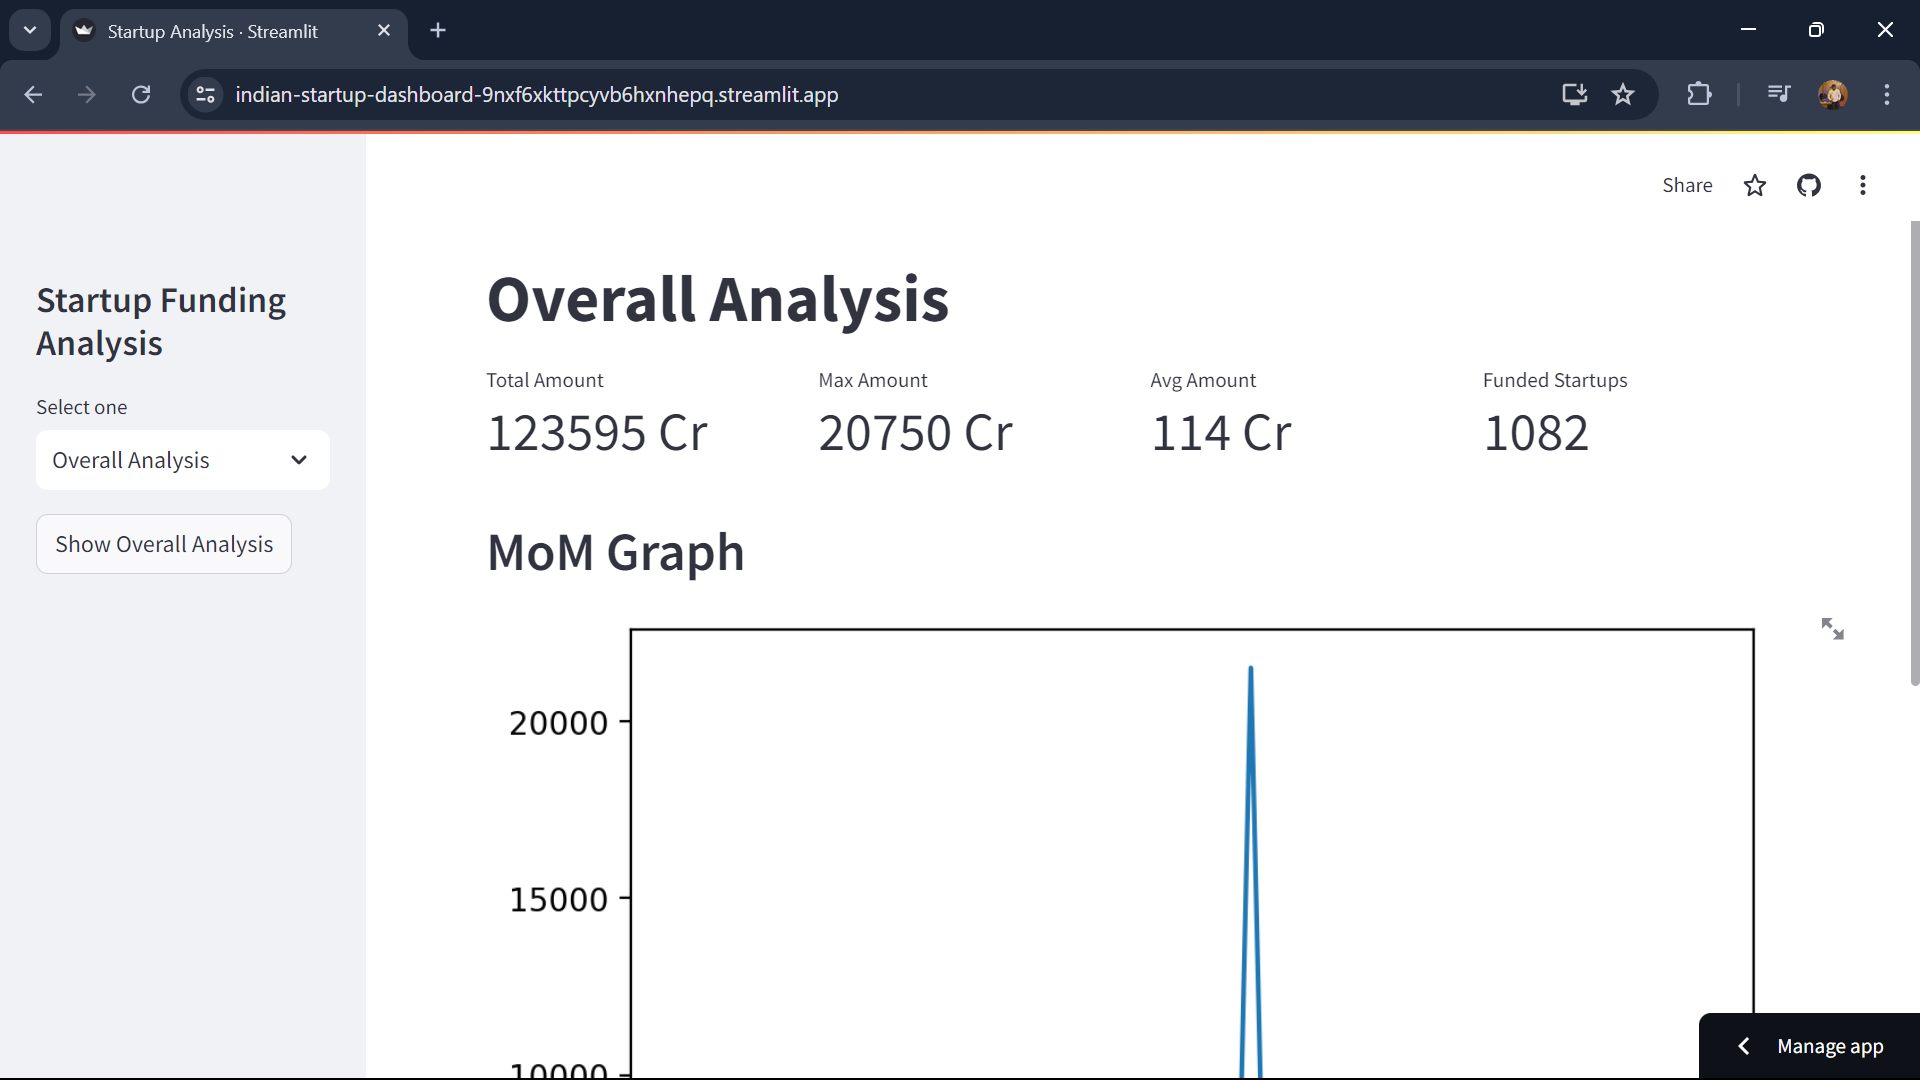 Startup Analysis · Streamlit
indian-startup-dashboard-9nxf6xkttpcyvb6hxnhepq.streamlit.app
Share
Startup Funding
Analysis
Select one
Overall Analysis
Show Overall Analysis
Overall Analysis
Total Amount
123595 Cr
Max Amount
20750 Cr
Avg Amount
114 Cr
Funded Startups
1082
MoM Graph
20000
15000
10000
Manage app